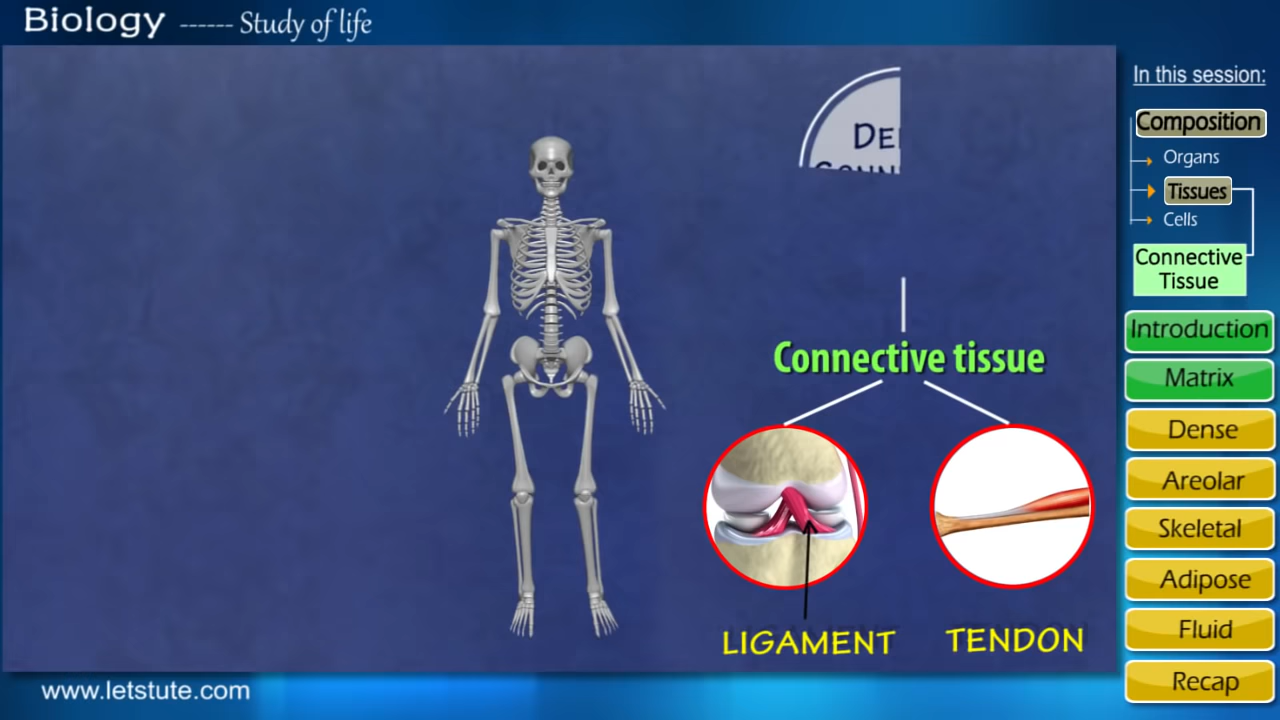 Biology ------ Study of life
In this session:
Composition
Organs
Tissues
Cells
Connective
Tissue
Introduction
Matrix
Dense
Areolar
Skeletal
Adipose
Fluid
Recap
Connective tissue
LIGAMENT
TENDON
www.letstute.com